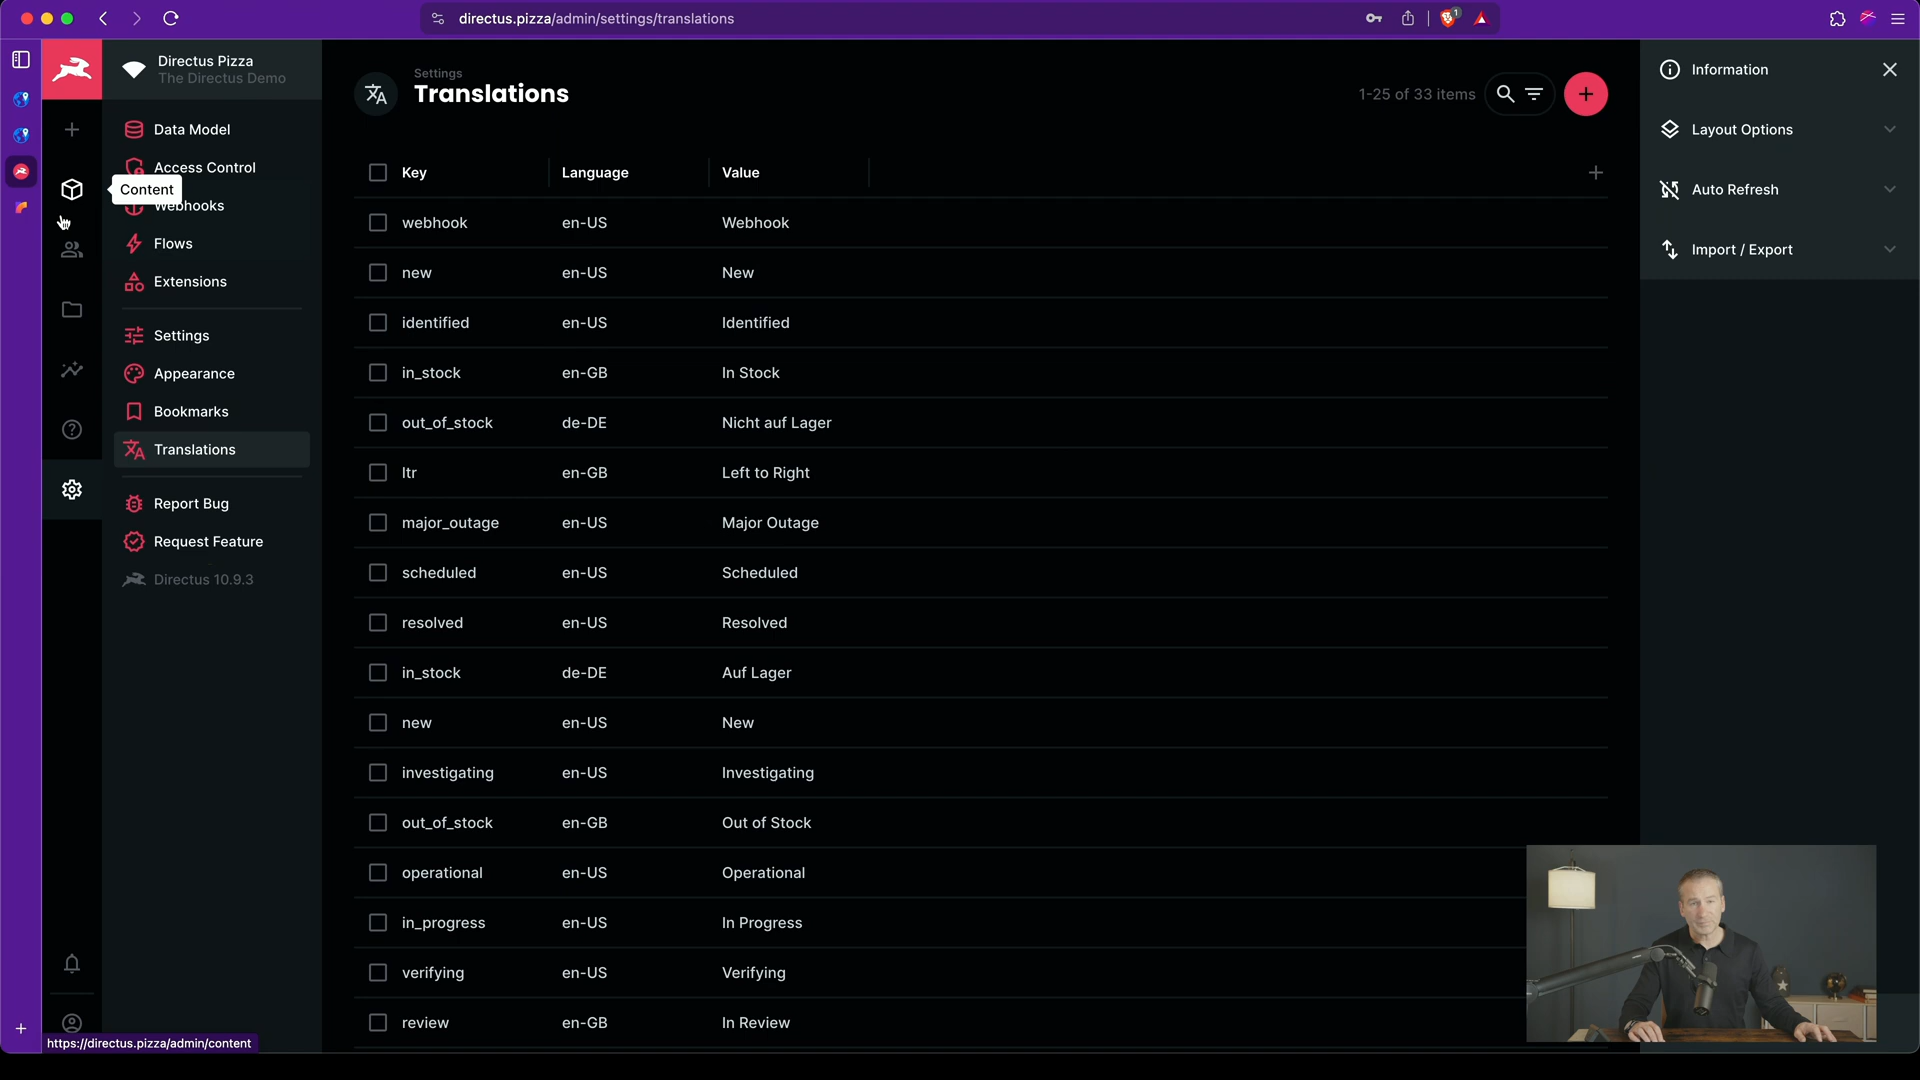 directus.pizza/admin/settings/translations
1
Directus Pizza
The Directus Demo
Data Model
Access Control
Content
Webhooks
Flows
Extensions
Settings
Appearance
Bookmarks
Translations
Report Bug
Request Feature
Directus 10.9.3
https://directus.pizza/admin/content
Settings
Translations
1-25 of 33 items
Key Language Value
webhook en-US Webhook
new en-US New
identified en-US Identified
in_stock en-GB In Stock
out_of_stock de-DE Nicht auf Lager
ltr en-GB Left to Right
major_outage en-US Major Outage
scheduled en-US Scheduled
resolved en-US Resolved
in_stock de-DE Auf Lager
new en-US New
investigating en-US Investigating
out_of_stock en-GB Out of Stock
operational en-US Operational
in_progress en-US In Progress
verifying en-US Verifying
review en-GB In Review
Information
Layout Options
Auto Refresh
Import / Export